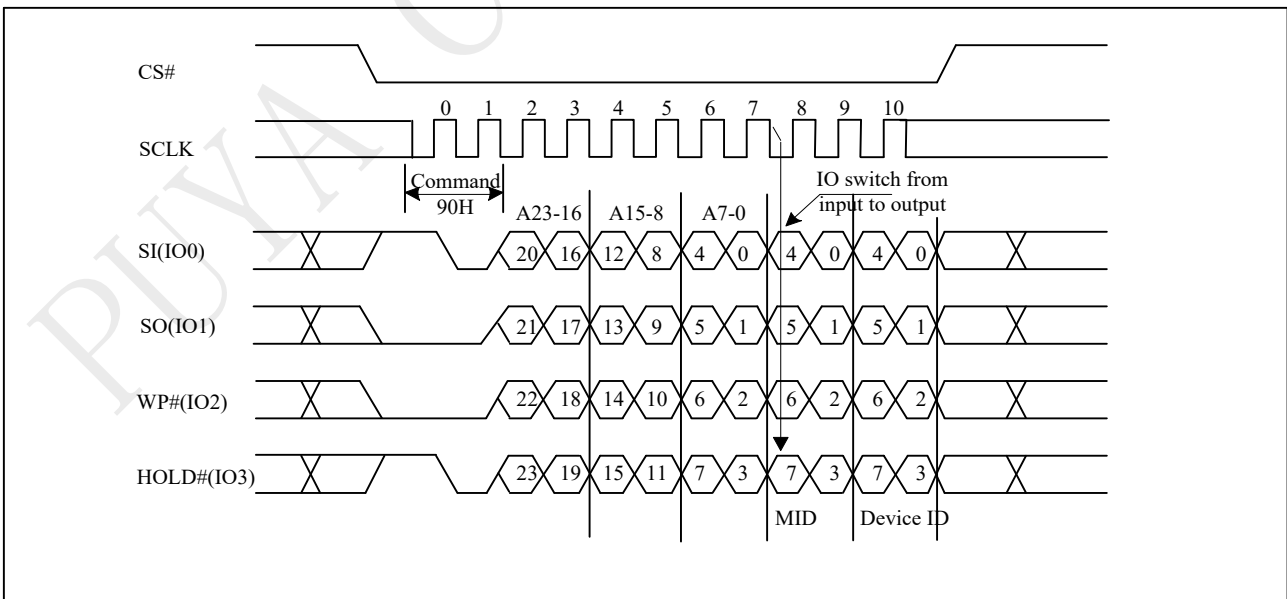 PUYA
CS#
0 1 2 3 4 5 6 7 8 9 10
SCLK
Command
90H
IO switch from
input to output
A23-16 A15-8 A7-0
SI(IO0) 20 16 12 8 4 0 4 0 4 0
SO(IO1) 21 17 13 9 5 1 5 1 5 1
WP#(IO2) 22 18 14 10 6 2 6 2 6 2
HOLD#(IO3) 23 19 15 11 7 3 7 3 7 3
MID Device ID